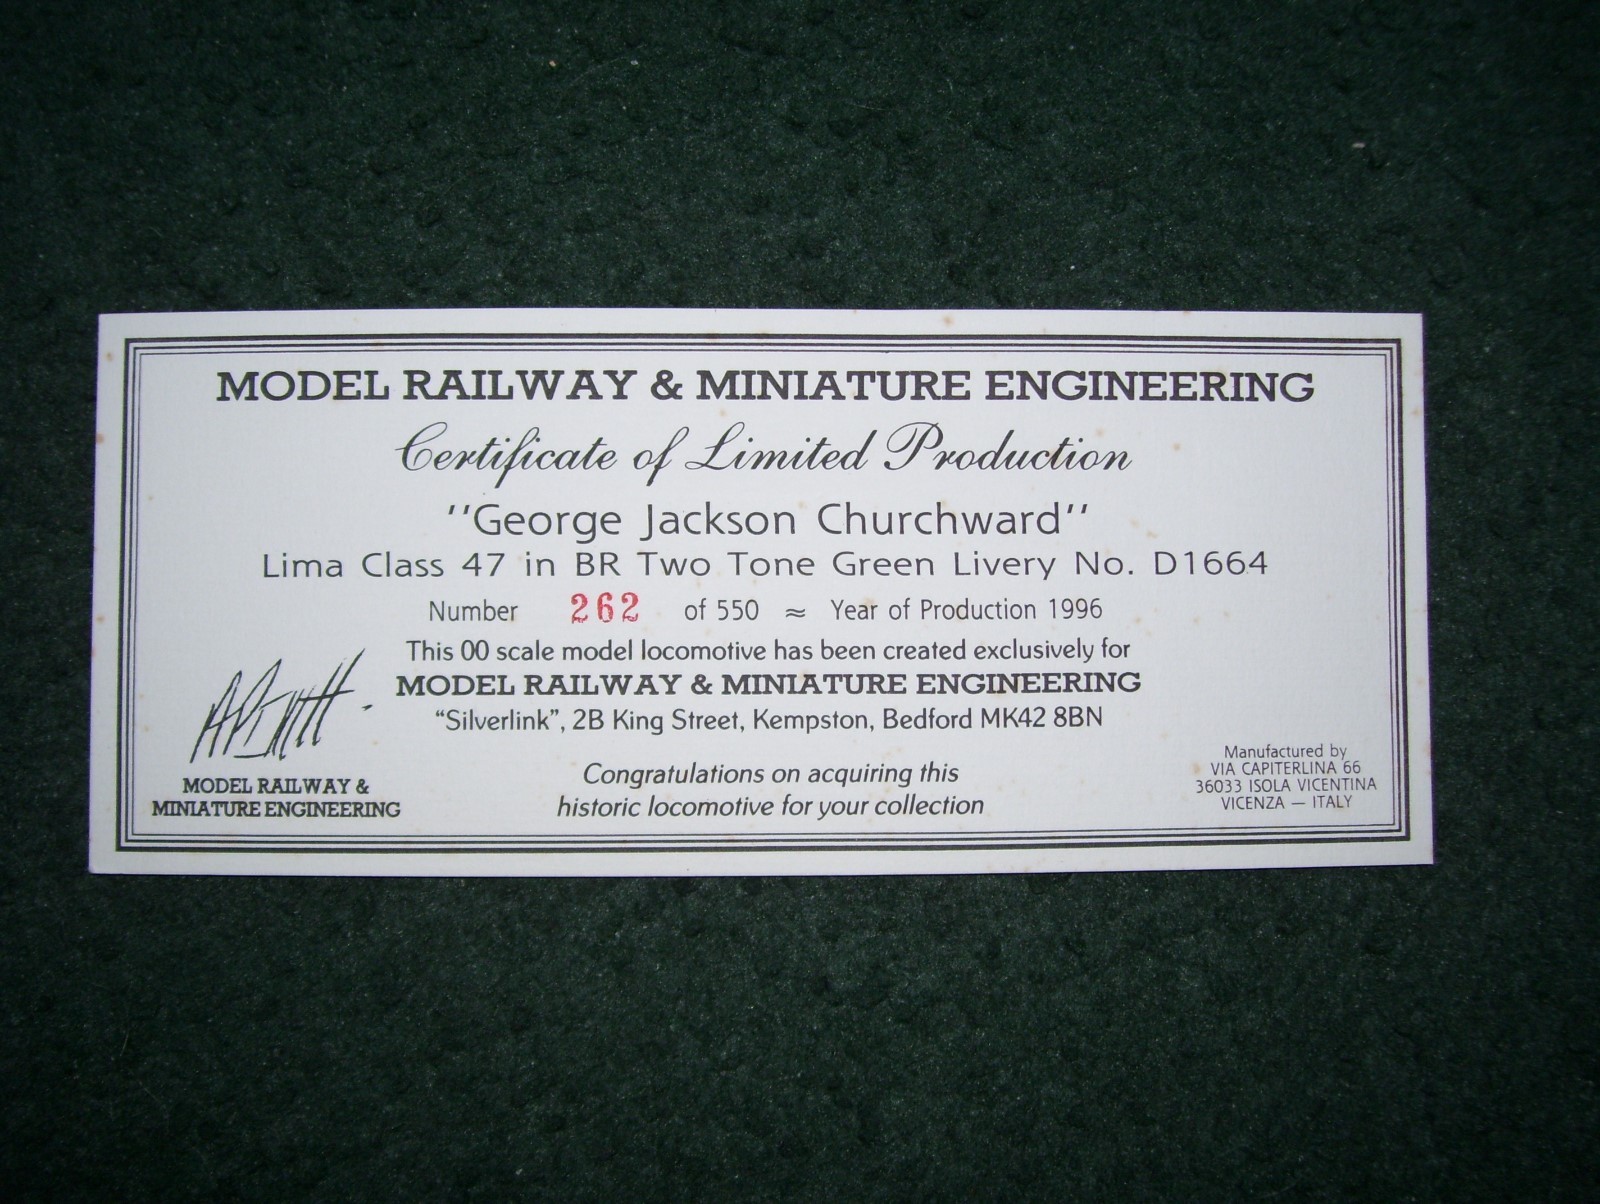 MODEL RAILWAY & MINIATURE ENGINEERING
Certificate of Limited Production
''George Jackson Churchward''
Lima Class 47 in BR Two Tone Green Livery No. D1664
Number 262 of 550 ≈ Year of Production 1996
This 00 scale model locomotive has been created exclusively for
MODEL RAILWAY & MINIATURE ENGINEERING
“Silverlink”, 2B King Street, Kempston, Bedford MK42 8BN
MODEL RAILWAY &
MINIATURE ENGINEERING
Congratulations on acquiring this
historic locomotive for your collection
Manufactured by
VIA CAPITERLINA 66
36033 ISOLA VICENTINA
VICENZA — ITALY